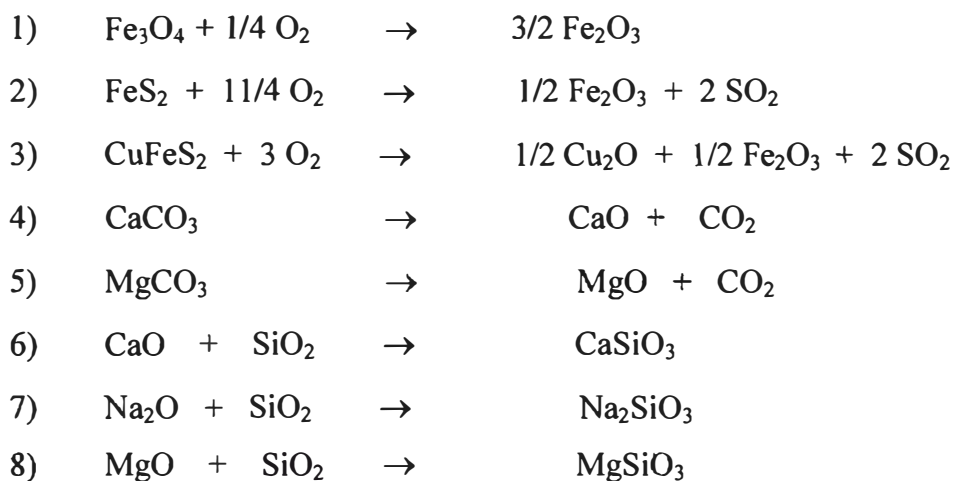 1) Fe₃O₄ + 1/4 O₂ → 3/2 Fe₂O₃
2) FeS₂ + 11/4 O₂ → 1/2 Fe₂O₃ + 2 SO₂
3) CuFeS₂ + 3 O₂ → 1/2 Cu₂O + 1/2 Fe₂O₃ + 2 SO₂
4) CaCO₃ → CaO + CO₂
5) MgCO₃ → MgO + CO₂
6) CaO + SiO₂ → CaSiO₃
7) Na₂O + SiO₂ → Na₂SiO₃
8) MgO + SiO₂ → MgSiO₃